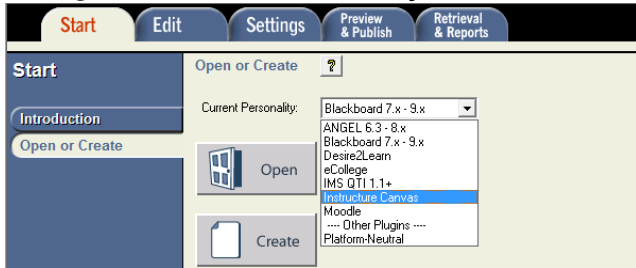 Start
Edit
Settings
Preview
& Publish
Retrieval
& Reports
Start
Introduction
Open or Create
Open or Create ?
Current Personality: Blackboard 7.x - 9.x
ANGEL 6.3 - 8.x
Blackboard 7.x - 9.x
Desire2Learn
eCollege
IMS QTI 1.1+
Instructure Canvas
Moodle
---- Other Plugins ----
Platform-Neutral
Open
Create